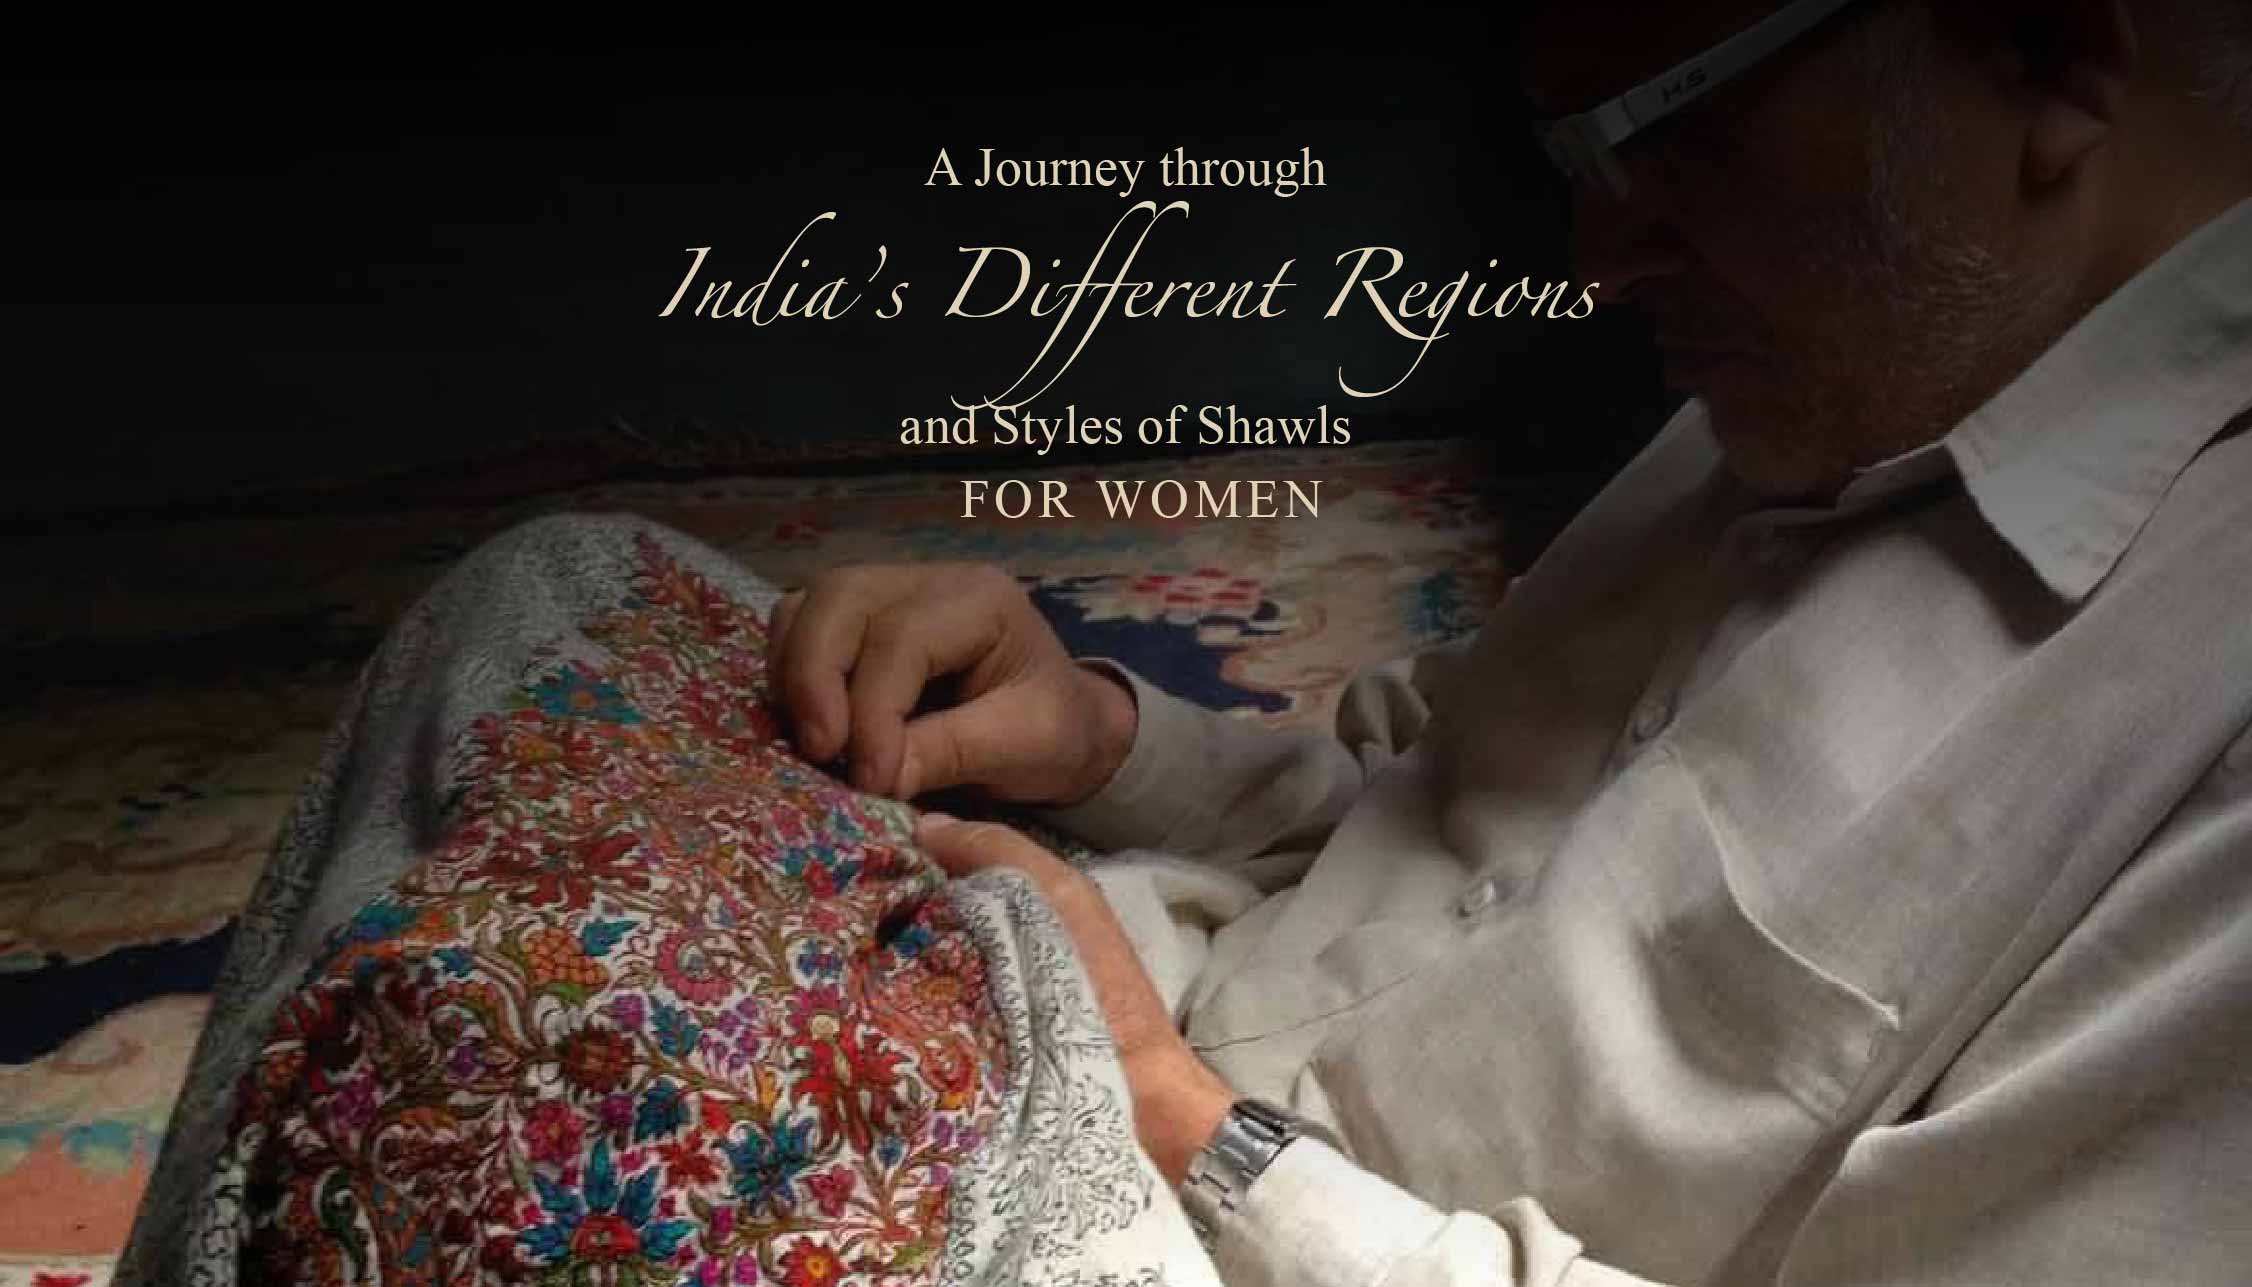 A Journey through
India's Different Regions
and Styles of Shawls
FOR WOMEN